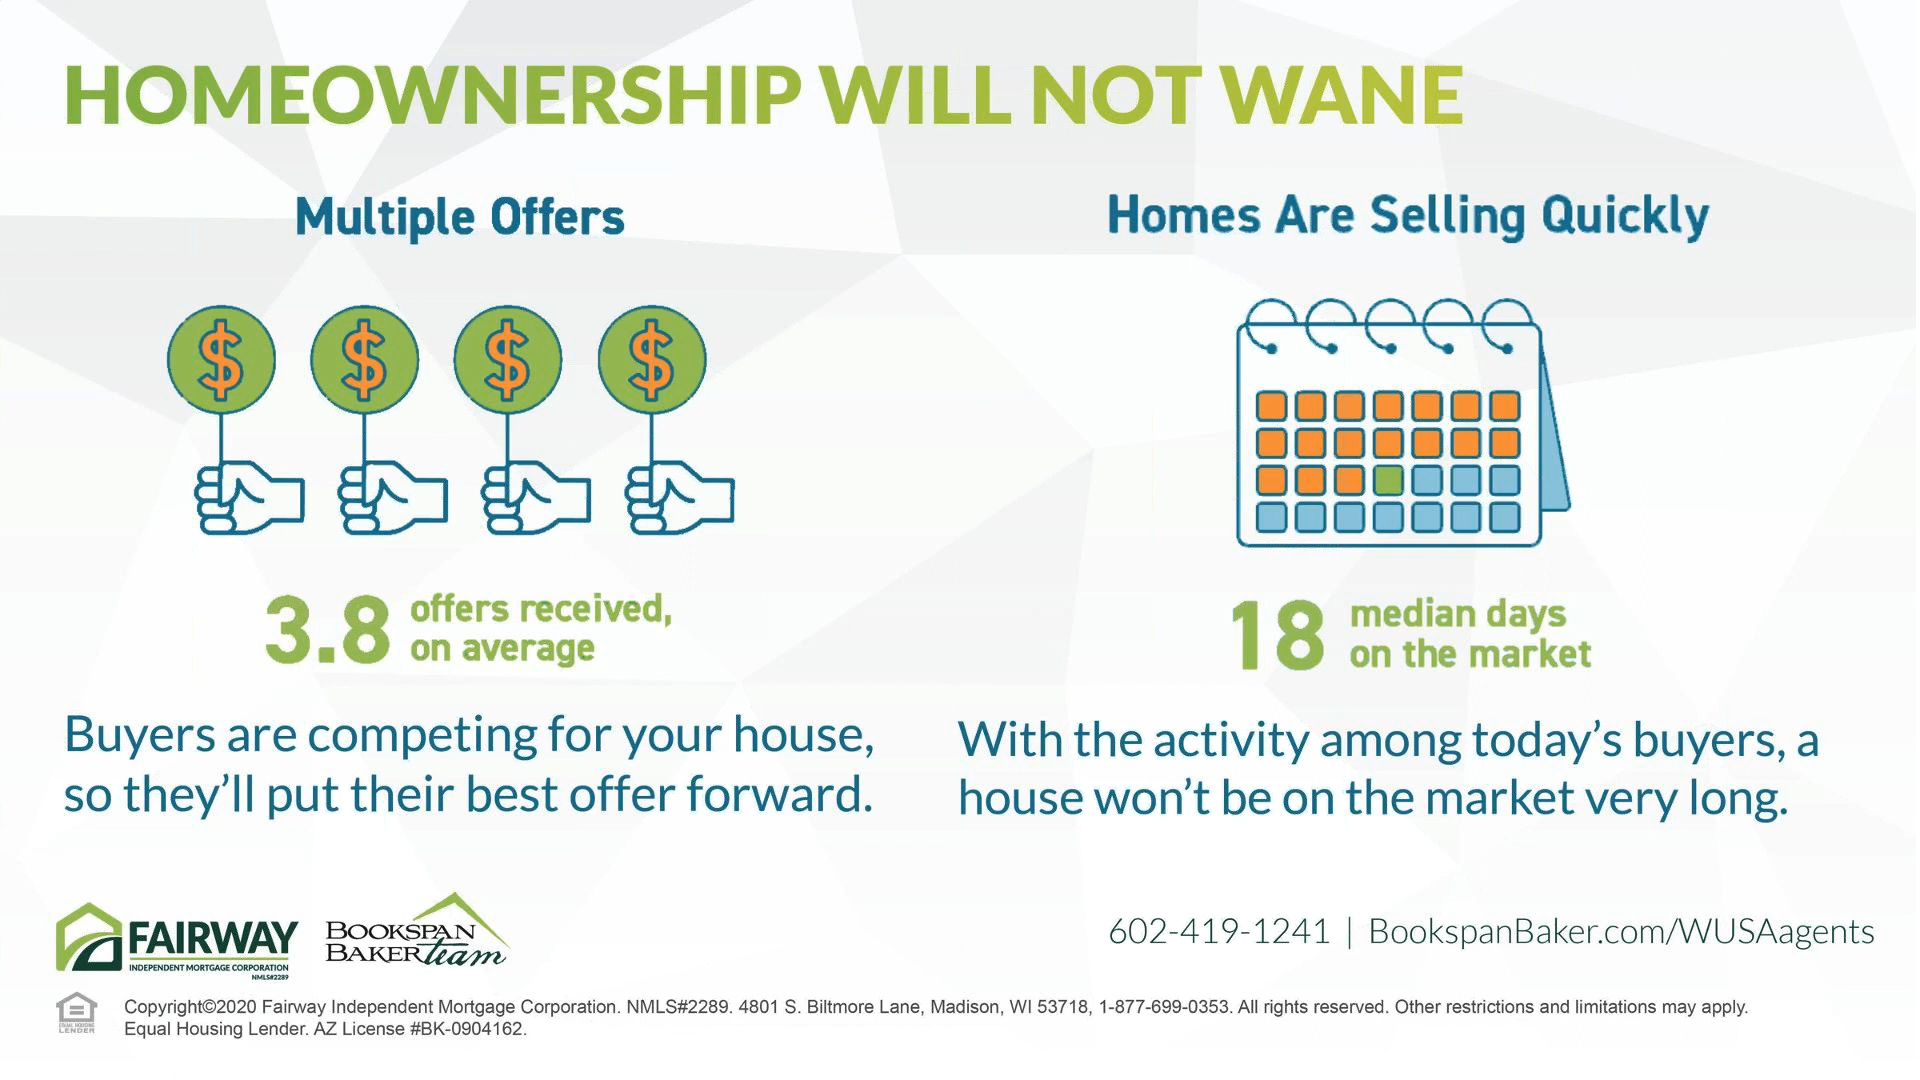 HOMEOWNERSHIP WILL NOT WANE
Multiple Offers
$ $ $ $
3.8 offers received,
on average
Buyers are competing for your house,
so they'll put their best offer forward.
Homes Are Selling Quickly
18 median days
on the market
With the activity among today's buyers, a
house won't be on the market very long.
FAIRWAY
INDEPENDENT MORTGAGE CORPORATION
NMLS#2289
BOOKSPAN
BAKER team
602-419-1241 | BookspanBaker.com/WUSAagents
EQUAL HOUSING
LENDER
Copyright©2020 Fairway Independent Mortgage Corporation. NMLS#2289. 4801 S. Biltmore Lane, Madison, WI 53718, 1-877-699-0353. All rights reserved. Other restrictions and limitations may apply.
Equal Housing Lender. AZ License #BK-0904162.